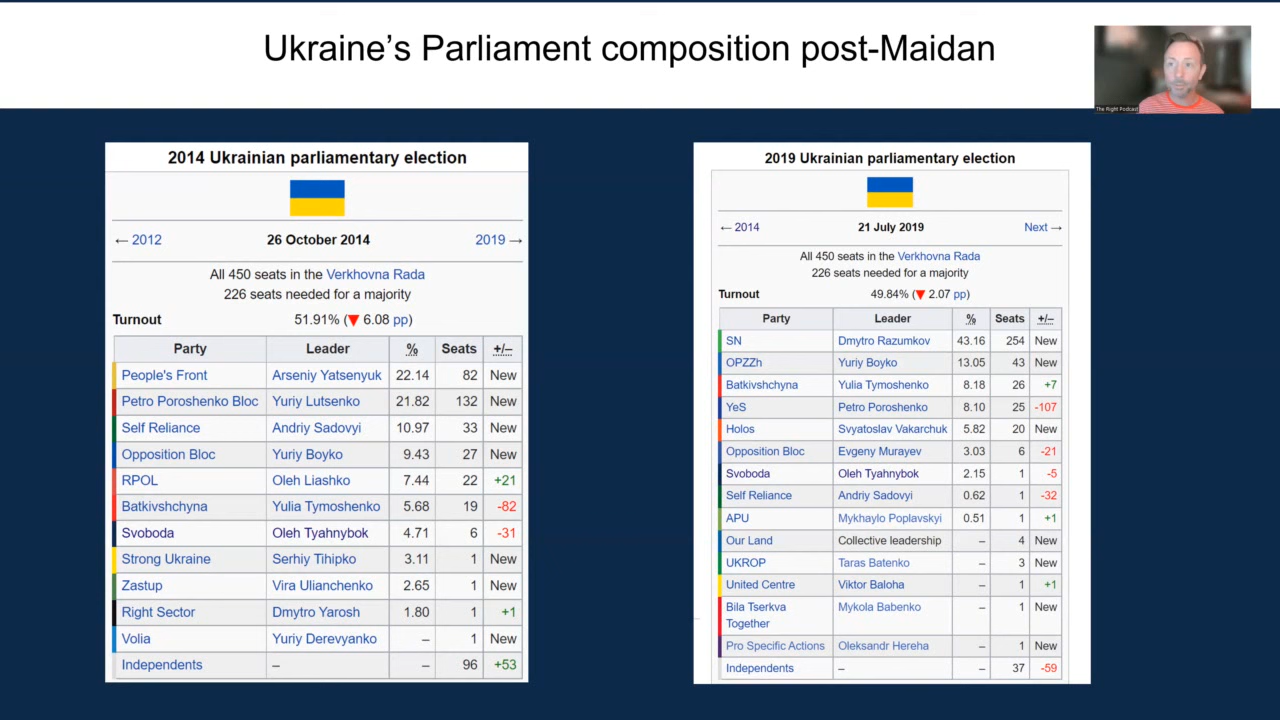 Ukraine's Parliament composition post-Maidan
The Right Podcast
2014 Ukrainian parliamentary election
← 2012 26 October 2014 2019 →
All 450 seats in the Verkhovna Rada
226 seats needed for a majority
Turnout 51.91% (▼ 6.08 pp)
Party Leader % Seats +/–
People's Front Arseniy Yatsenyuk 22.14 82 New
Petro Poroshenko Bloc Yuriy Lutsenko 21.82 132 New
Self Reliance Andriy Sadovyi 10.97 33 New
Opposition Bloc Yuriy Boyko 9.43 27 New
RPOL Oleh Liashko 7.44 22 +21
Batkivshchyna Yulia Tymoshenko 5.68 19 -82
Svoboda Oleh Tyahnybok 4.71 6 -31
Strong Ukraine Serhiy Tihipko 3.11 1 New
Zastup Vira Ulianchenko 2.65 1 New
Right Sector Dmytro Yarosh 1.80 1 +1
Volia Yuriy Derevyanko – 1 New
Independents – – 96 +53
2019 Ukrainian parliamentary election
← 2014 21 July 2019 Next →
All 450 seats in the Verkhovna Rada
226 seats needed for a majority
Turnout 49.84% (▼ 2.07 pp)
Party Leader % Seats +/–
SN Dmytro Razumkov 43.16 254 New
OPZZh Yuriy Boyko 13.05 43 New
Batkivshchyna Yulia Tymoshenko 8.18 26 +7
YeS Petro Poroshenko 8.10 25 -107
Holos Svyatoslav Vakarchuk 5.82 20 New
Opposition Bloc Evgeny Murayev 3.03 6 -21
Svoboda Oleh Tyahnybok 2.15 1 -5
Self Reliance Andriy Sadovyi 0.62 1 -32
APU Mykhaylo Poplavskyi 0.51 1 +1
Our Land Collective leadership – 4 New
UKROP Taras Batenko – 3 New
United Centre Viktor Baloha – 1 +1
Bila Tserkva Mykola Babenko – 1 New
Together
Pro Specific Actions Oleksandr Hereha – 1 New
Independents – – 37 -59